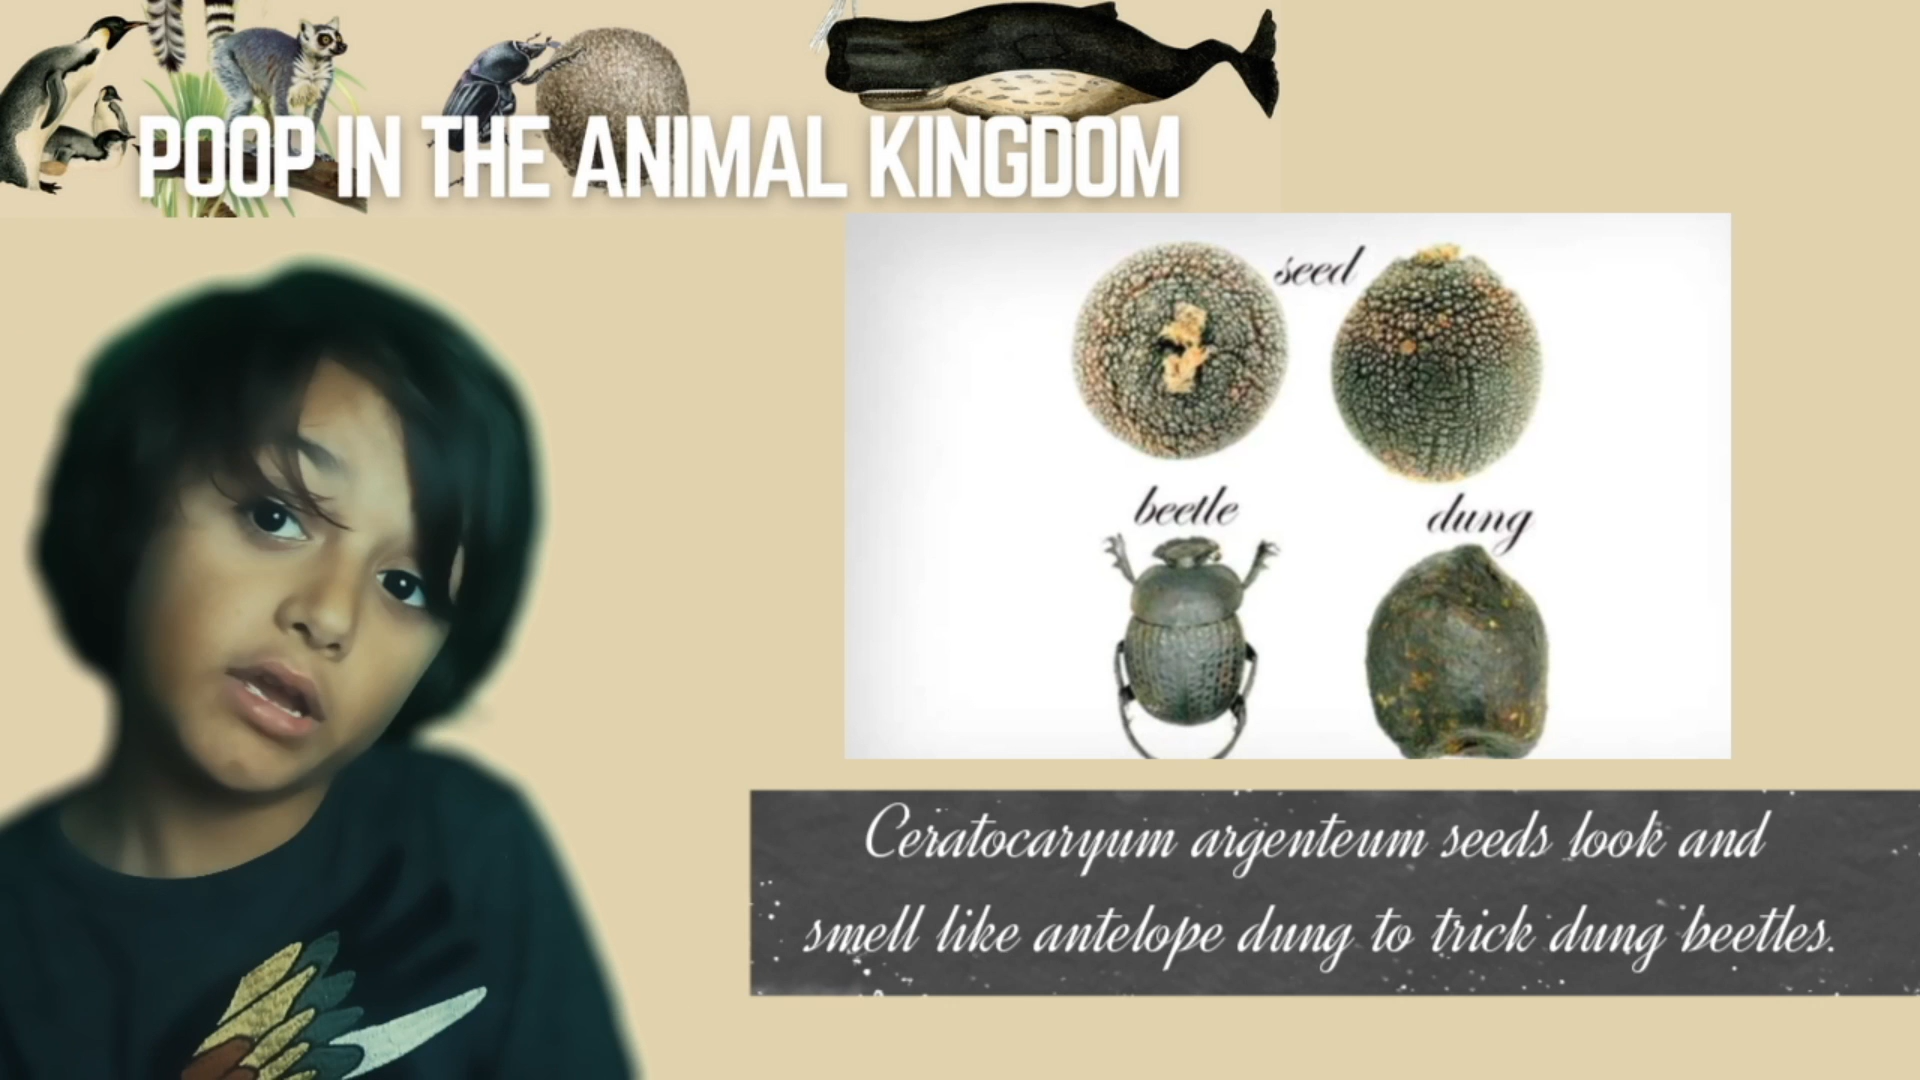 POOP IN THE ANIMAL KINGDOM
seed
beetle
dung
Ceratocaryum argenteum seeds look and
smell like antelope dung to trick dung beetles.